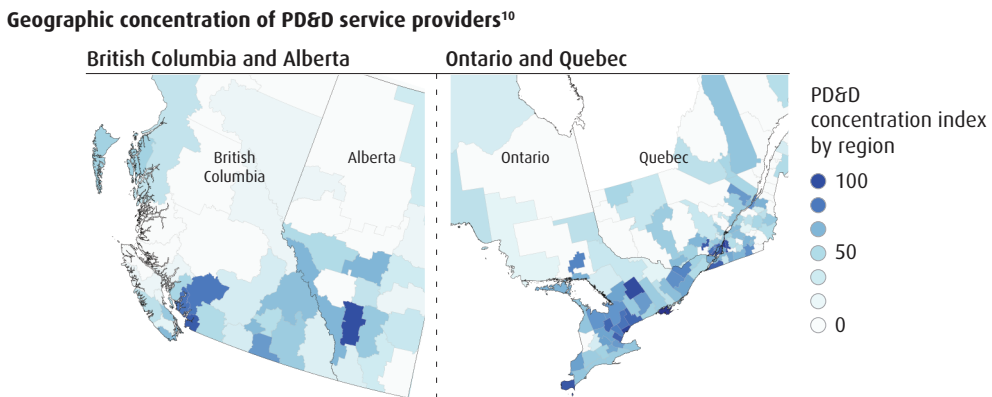 Geographic concentration of PD&D service providers¹⁰
British Columbia and Alberta
Ontario and Quebec
British
Columbia
Alberta
Ontario
Quebec
PD&D
concentration index
by region
100
50
0